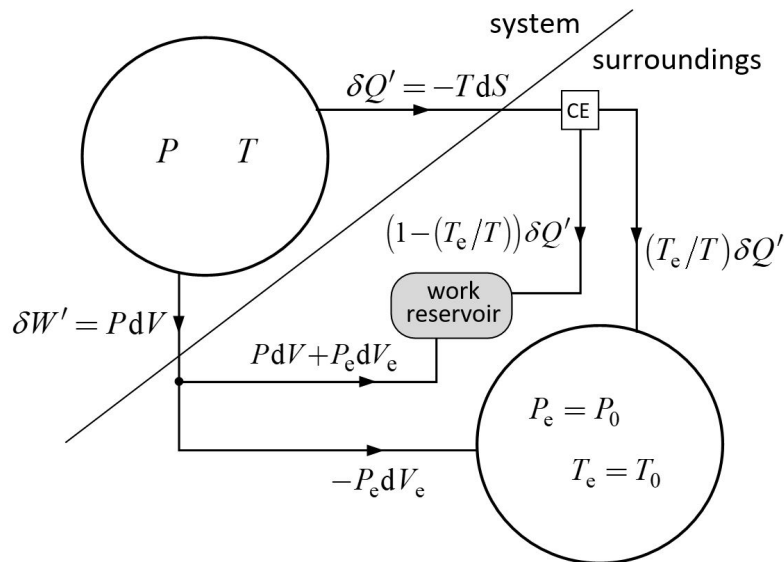 system
surroundings
δQ′ = −TdS
CE
P T
(1−(Tₑ/T))δQ′
(Tₑ/T)δQ′
work
reservoir
δW′ = PdV
PdV+PₑdVₑ
Pₑ = P₀
Tₑ = T₀
−PₑdVₑ